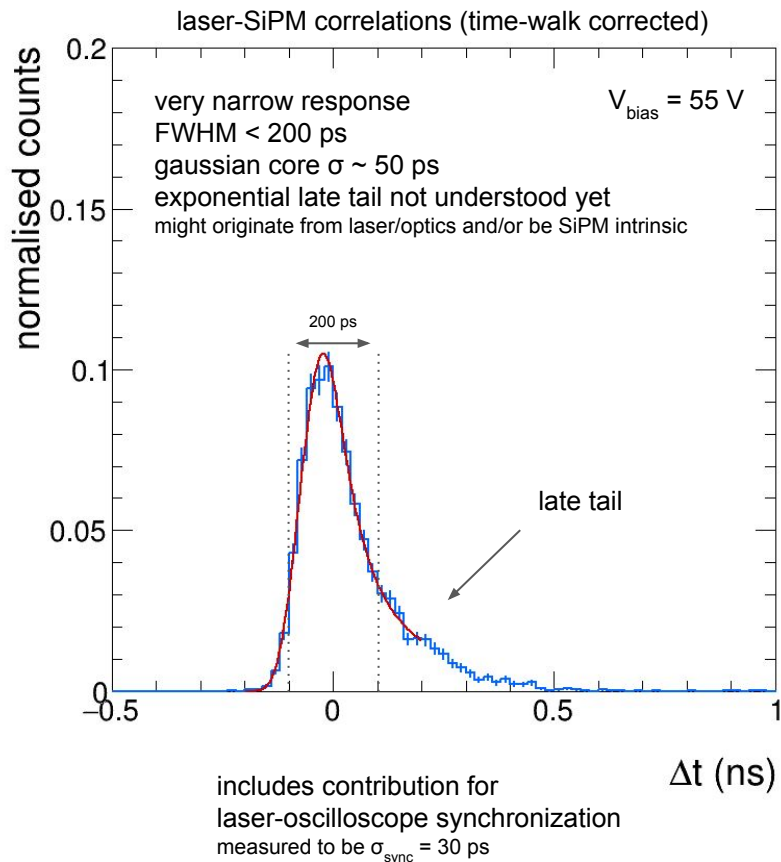 laser-SiPM correlations (time-walk corrected)
normalised counts
0.2
0.15
0.1
0.05
0
very narrow response
V_bias = 55 V
FWHM < 200 ps
gaussian core σ ~ 50 ps
exponential late tail not understood yet
might originate from laser/optics and/or be SiPM intrinsic
200 ps
late tail
−0.5 0 0.5 1
Δt (ns)
includes contribution for
laser-oscilloscope synchronization
measured to be σ_sync = 30 ps